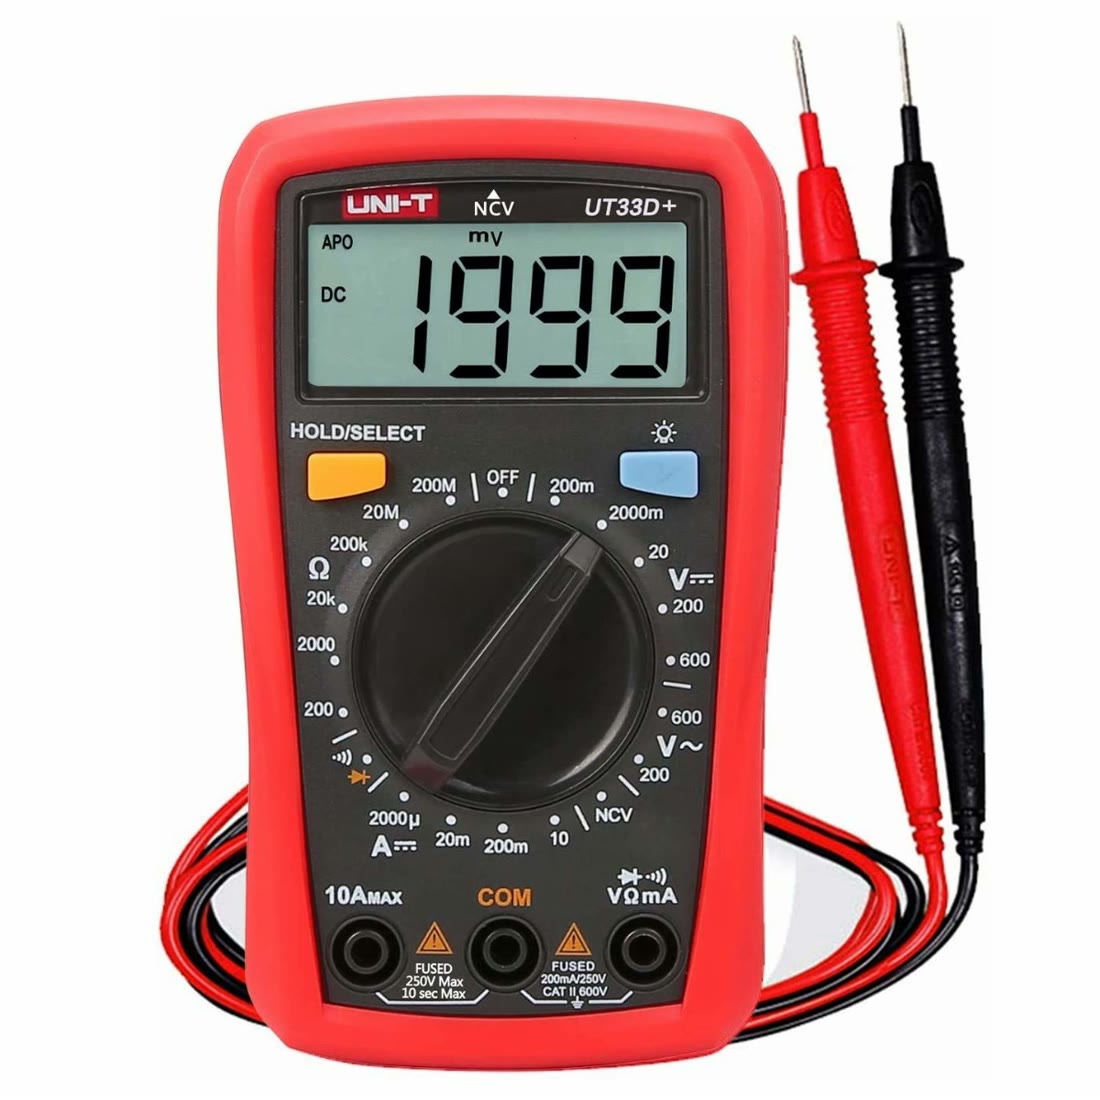 UNI-T NCV UT33D+
APO mV
DC 1999
HOLD/SELECT
200M OFF 200m
20M 2000m
200k 20
Ω V
20k 200
2000 600
200 600
V~
200
2000µ NCV
A 20m 200m 10
10AMAX COM VΩmA
FUSED
250V Max
10 sec Max
FUSED
200mA/250V
CAT II 600V
UNI-T